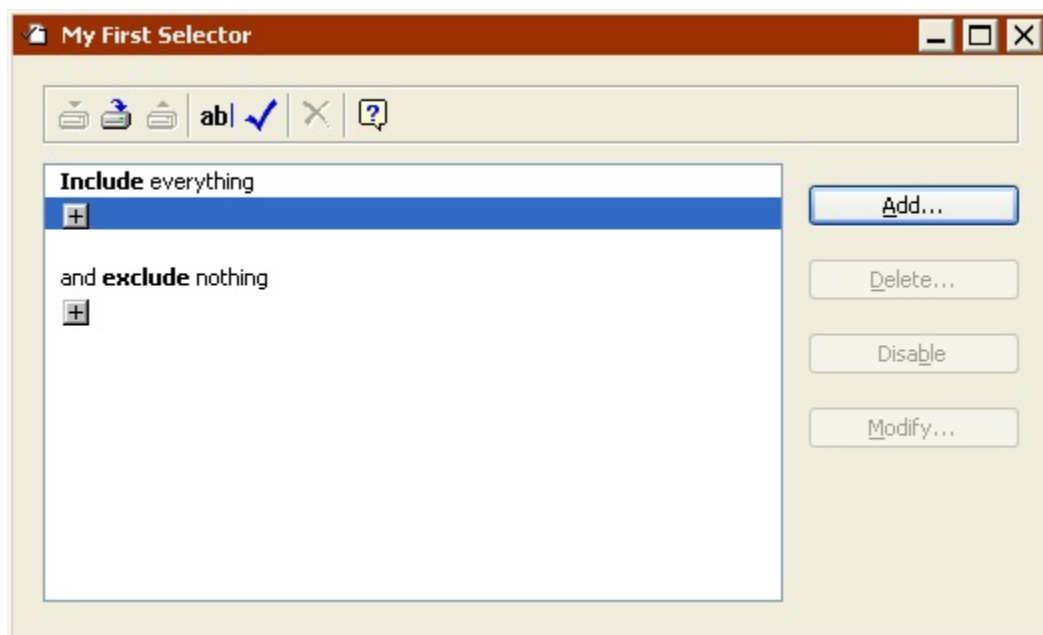 My First Selector
ab|
Include everything
Add...
and exclude nothing
Delete...
Disable
Modify...